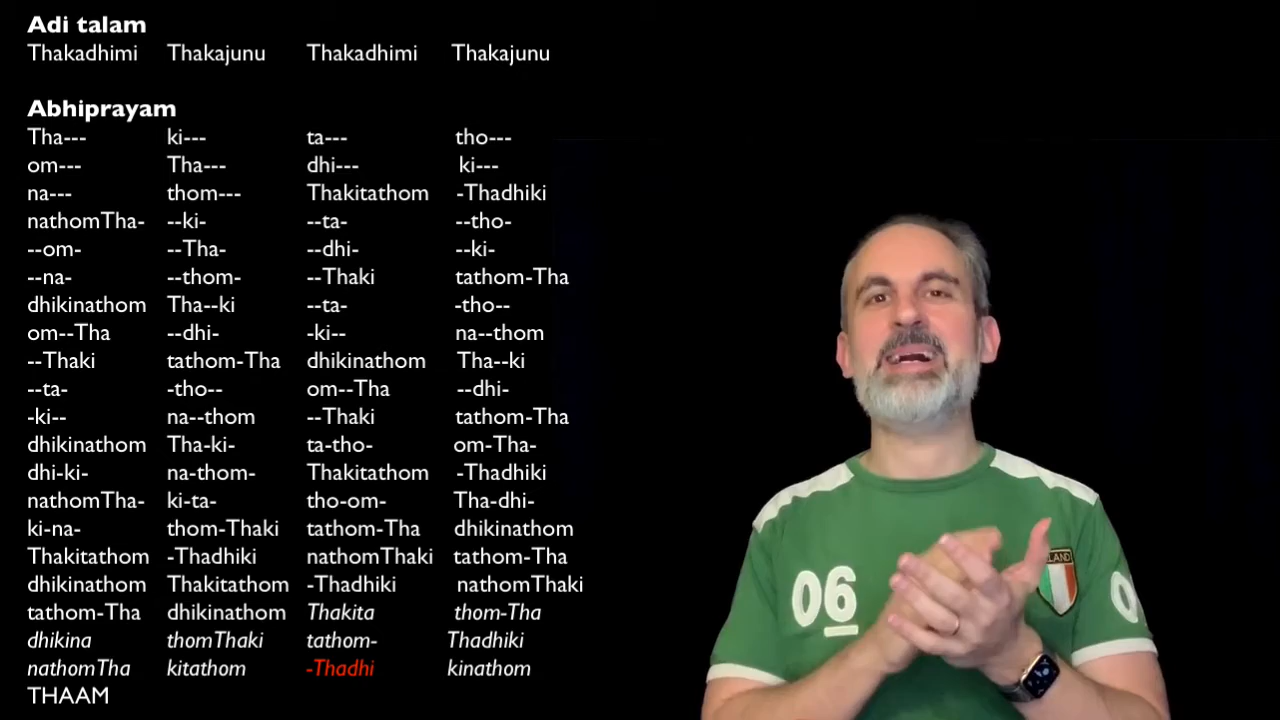 Adi talam
Thakadhimi Thakajunu Thakadhimi Thakajunu
Abhiprayam
Tha--- ki--- ta--- tho---
om--- Tha--- dhi--- ki---
na--- thom--- Thakitathom -Thadhiki
nathomTha- --ki- --ta- --tho-
--om- --Tha- --dhi- --ki-
--na- --thom- --Thaki tathom-Tha
dhikinathom Tha--ki --ta- -tho--
om--Tha --dhi- -ki-- na--thom
--Thaki tathom-Tha dhikinathom Tha--ki
--ta- -tho-- om--Tha --dhi-
-ki-- na--thom --Thaki tathom-Tha
dhikinathom Tha-ki- ta-tho- om-Tha-
dhi-ki- na-thom- Thakitathom -Thadhiki
nathomTha- ki-ta- tho-om- Tha-dhi-
ki-na- thom-Thaki tathom-Tha dhikinathom
Thakitathom -Thadhiki nathomThaki tathom-Tha
dhikinathom Thakitathom -Thadhiki nathomThaki
tathom-Tha dhikinathom Thakita thom-Tha
dhikina thomThaki tathom- Thadhiki
nathomTha kitathom -Thadhi kinathom
THAAM
06